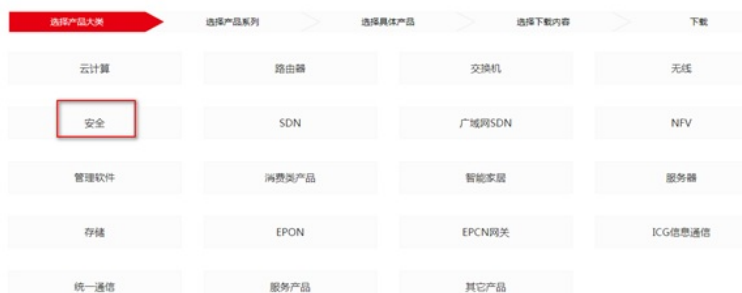 选择产品大类 选择产品系列 选择具体产品 选择下载内容 下载
云计算 路由器 交换机 无线
安全 SDN 广域网SDN NFV
管理软件 消费类产品 智能家居 服务器
存储 EPON EPCN网关 ICG信息通信
统一通信 服务产品 其它产品